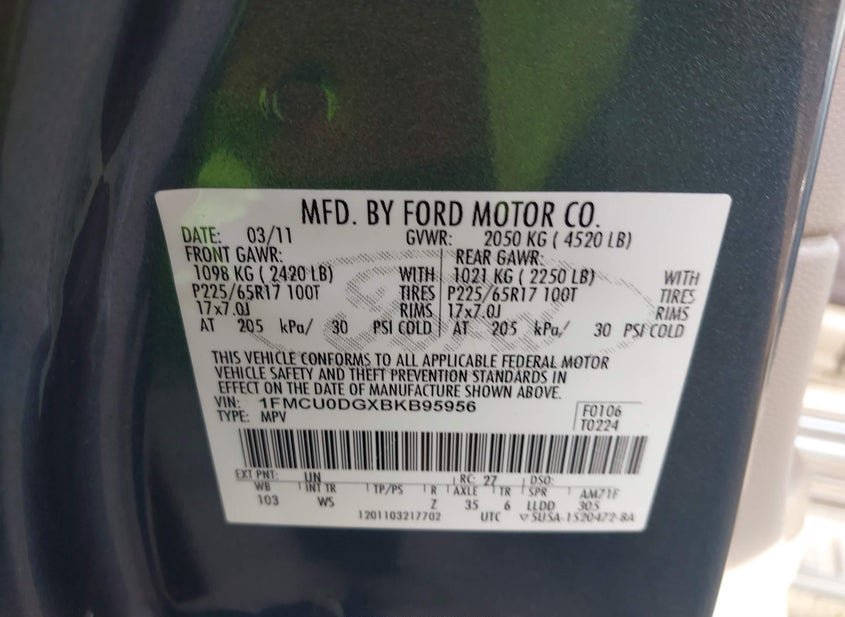 MFD. BY FORD MOTOR CO.
DATE: 03/11 GVWR: 2050 KG ( 4520 LB)
FRONT GAWR: REAR GAWR:
1098 KG ( 2420 LB) WITH 1021 KG ( 2250 LB) WITH
P225/65R17 100T TIRES P225/65R17 100T TIRES
17x7.0J RIMS 17x7.0J RIMS
AT 205 kPa/ 30 PSI COLD AT 205 kPa/ 30 PSI COLD
THIS VEHICLE CONFORMS TO ALL APPLICABLE FEDERAL MOTOR
VEHICLE SAFETY AND THEFT PREVENTION STANDARDS IN
EFFECT ON THE DATE OF MANUFACTURE SHOWN ABOVE.
VIN: 1FMCU0DGXBKB95956 F0106
TYPE: MPV T0224
EXT PNT: UN RC: 27 DSO:
WB INT TR TP/PS R AXLE TR SPR AM71F
103 WS Z 35 6 LLDD 305
1201103217702 UTC 5U5A-1520472-BA